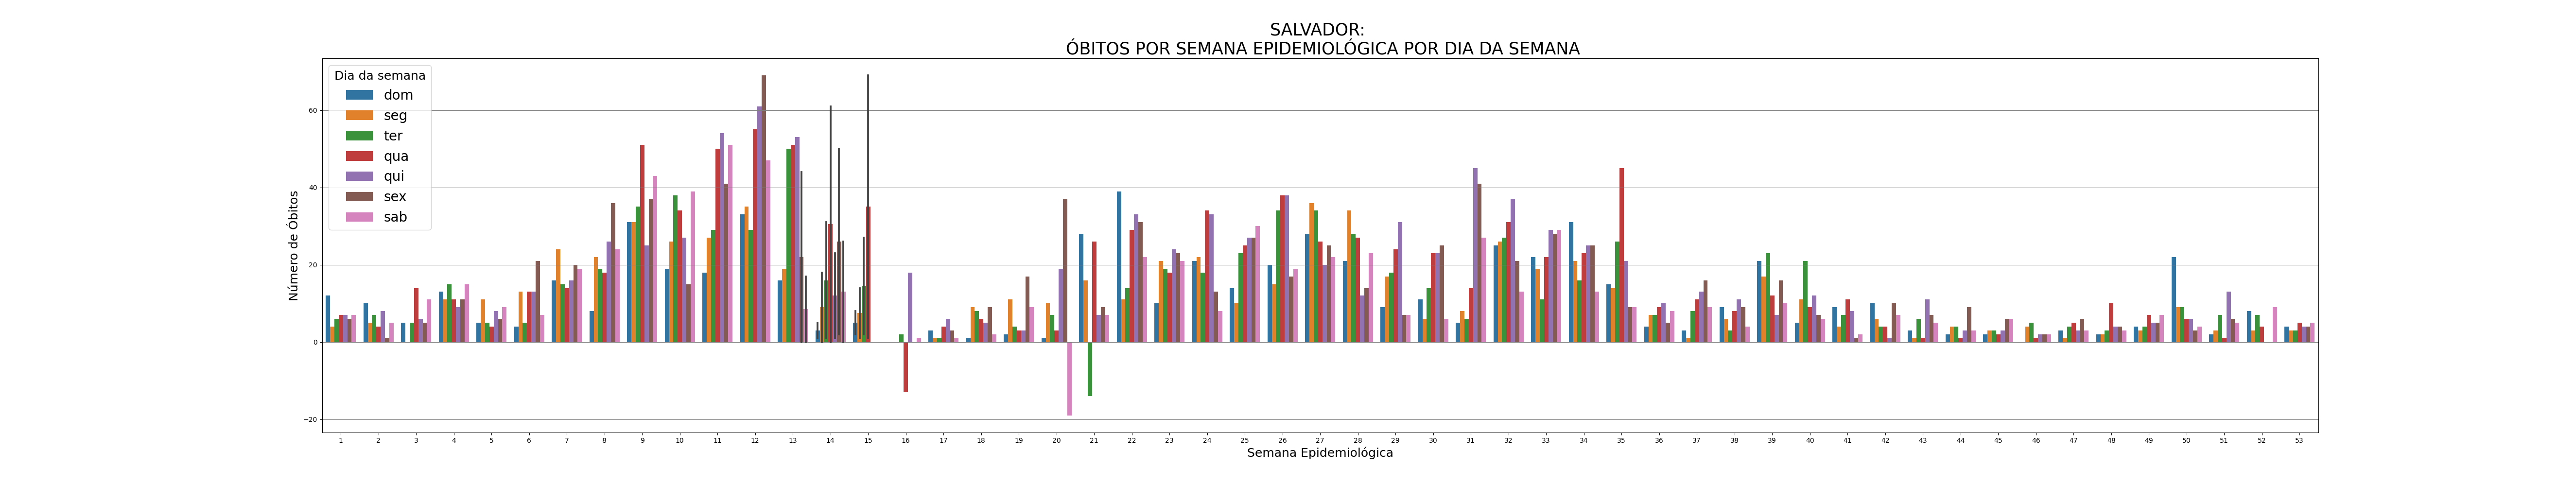 SALVADOR:
ÓBITOS POR SEMANA EPIDEMIOLÓGICA POR DIA DA SEMANA
Dia da semana
dom
seg
ter
qua
qui
sex
sab
Número de Óbitos
60
40
20
0
−20
1 2 3 4 5 6 7 8 9 10 11 12 13 14 15 16 17 18 19 20 21 22 23 24 25 26 27 28 29 30 31 32 33 34 35 36 37 38 39 40 41 42 43 44 45 46 47 48 49 50 51 52 53
Semana Epidemiológica